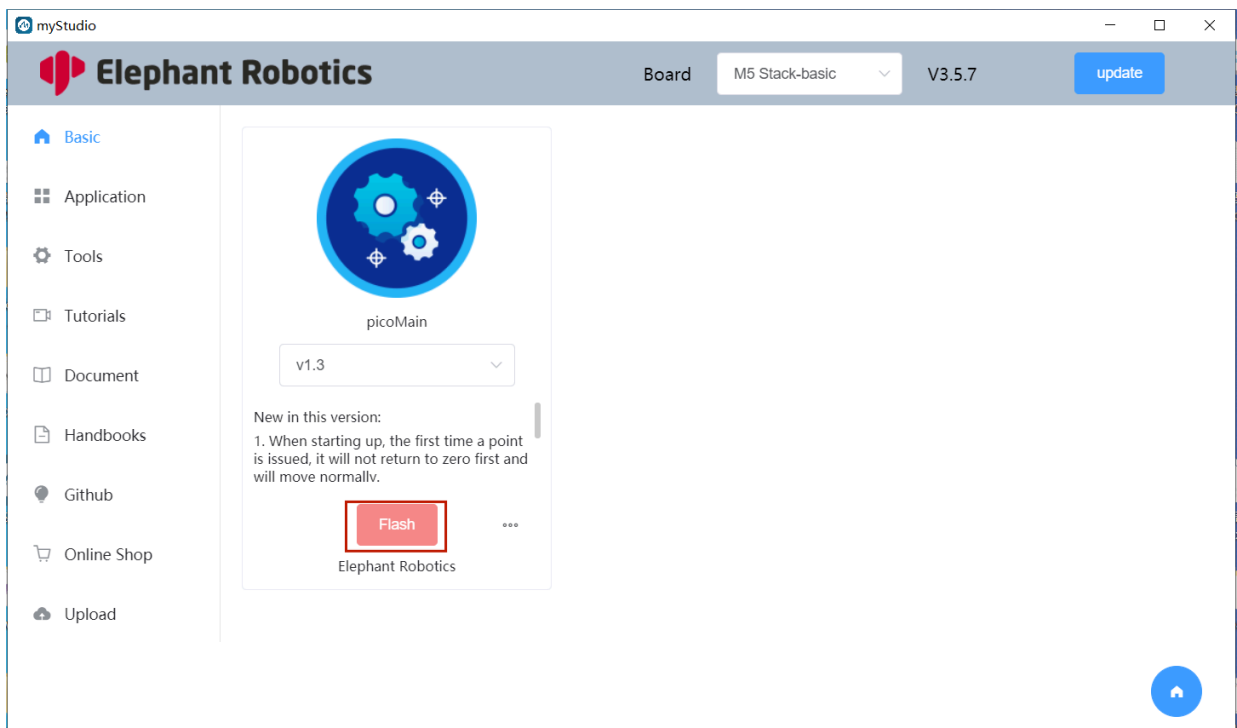 myStudio
Elephant Robotics
Board
M5 Stack-basic
V3.5.7
update
Basic
Application
Tools
Tutorials
Document
Handbooks
Github
Online Shop
Upload
picoMain
v1.3
New in this version:
1. When starting up, the first time a point
is issued, it will not return to zero first and
will move normally.
Flash
Elephant Robotics